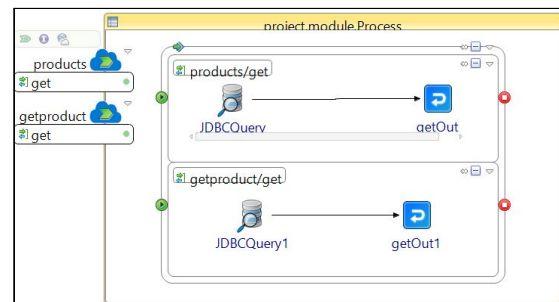 project.module.Process
products
get
getproduct
get
products/get
JDBCQuery
getOut
getproduct/get
JDBCQuery1
getOut1